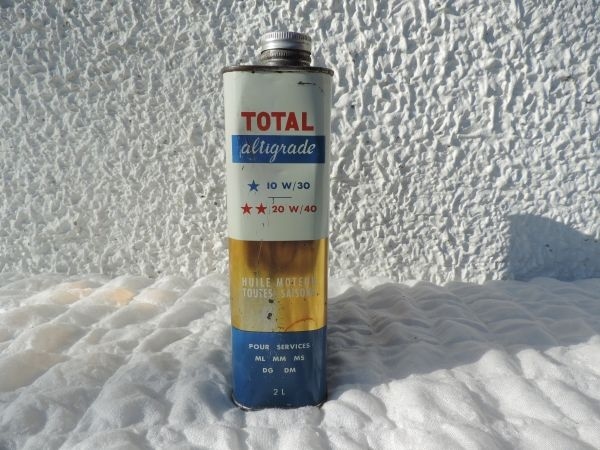 TOTAL
altigrade
★ 10 W/30
★★ 20 W/40
HUILE MOTEUR
TOUTES SAISONS
POUR SERVICES
ML MM MS
DG DM
2 L